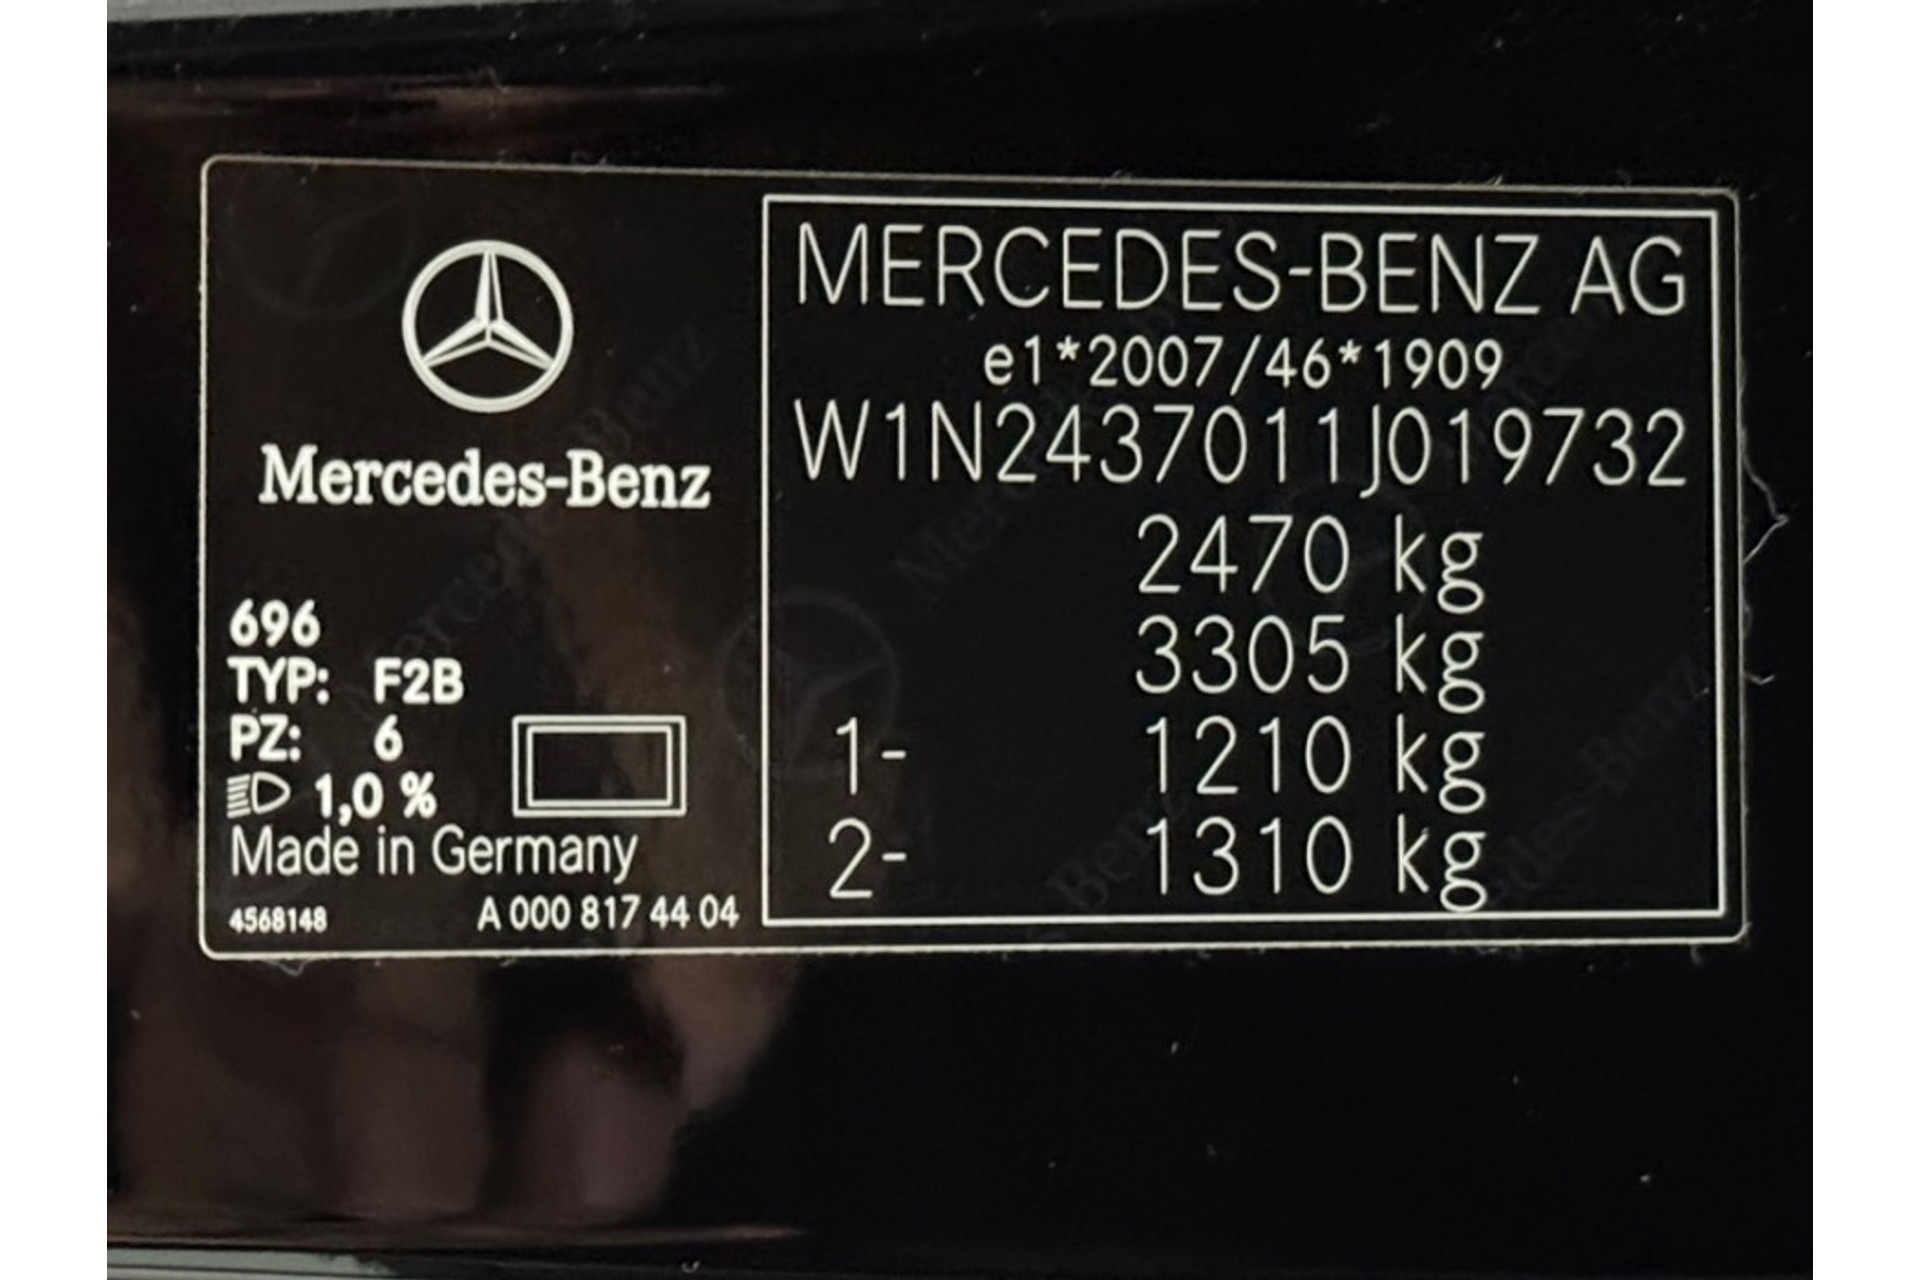 Mercedes-Benz
696
TYP: F2B
PZ: 6
1,0 %
Made in Germany
4568148 A 000 817 44 04
MERCEDES-BENZ AG
e1*2007/46*1909
W1N2437011J019732
2470 kg
3305 kg
1- 1210 kg
2- 1310 kg